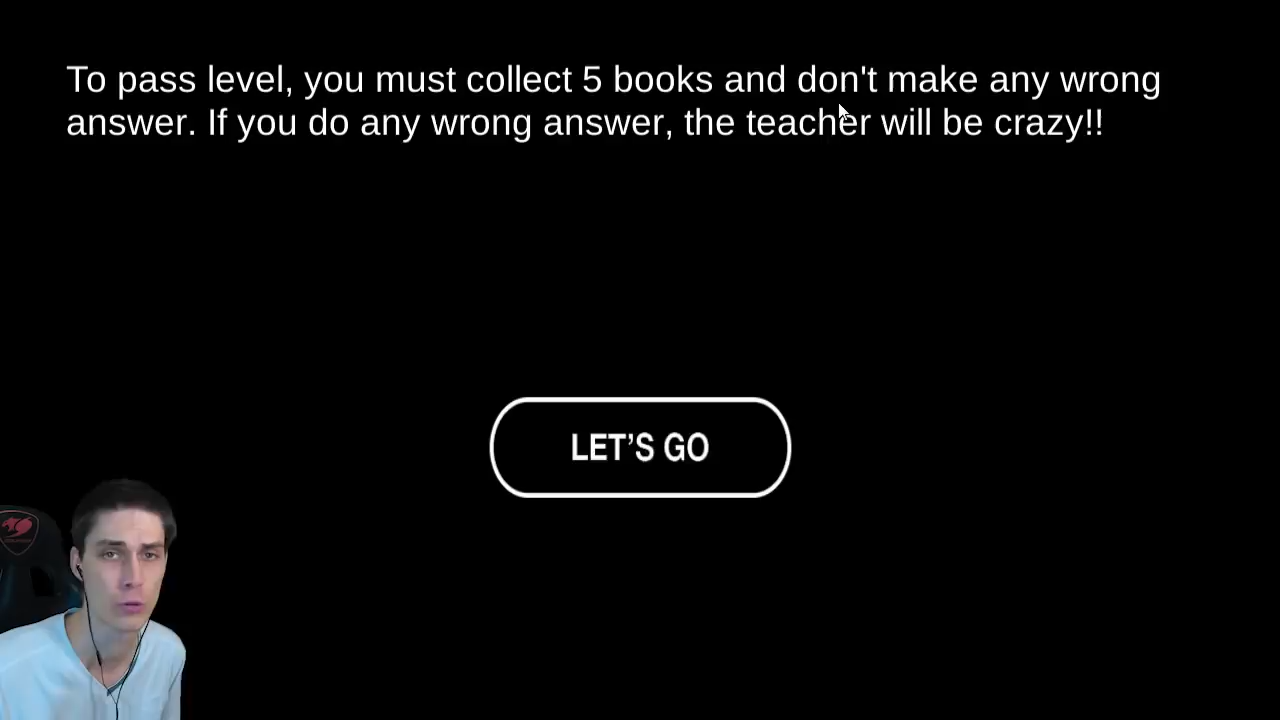 To pass level, you must collect 5 books and don't make any wrong
answer. If you do any wrong answer, the teacher will be crazy!!
LET'S GO